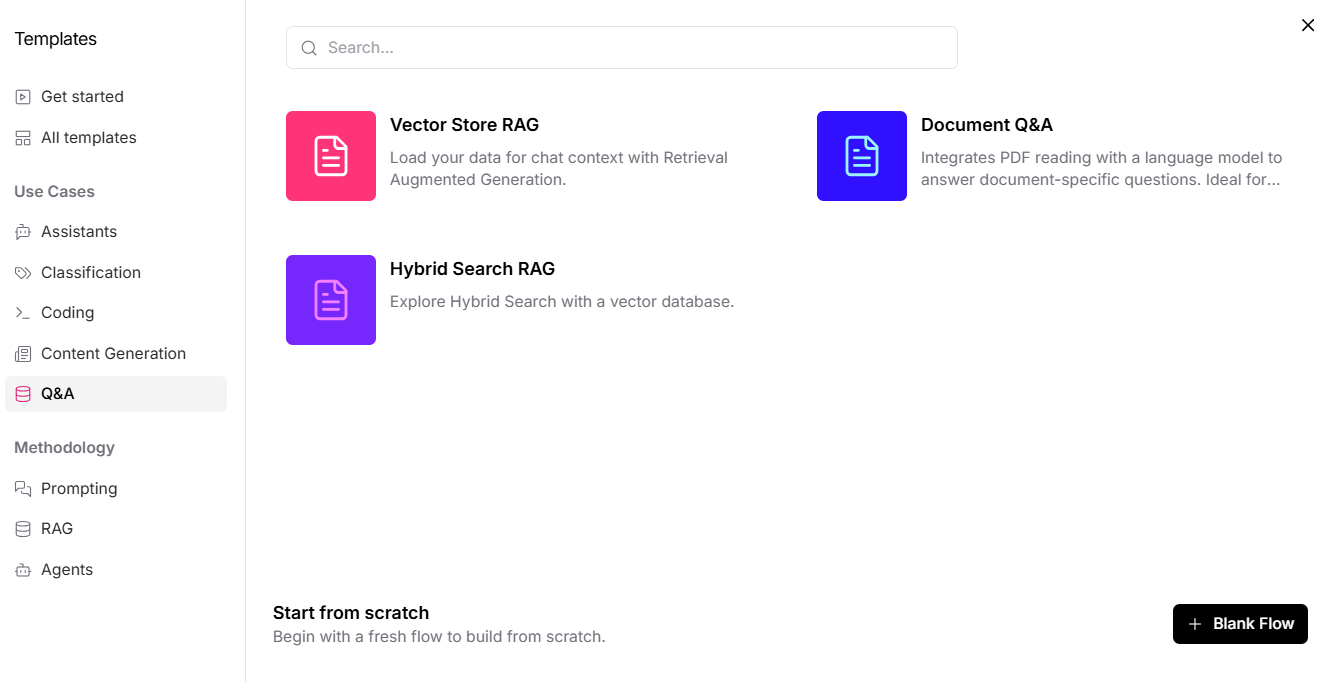 Templates
Get started
All templates
Use Cases
Assistants
Classification
Coding
Content Generation
Q&A
Methodology
Prompting
RAG
Agents
Search...
Vector Store RAG
Load your data for chat context with Retrieval
Augmented Generation.
Document Q&A
Integrates PDF reading with a language model to
answer document-specific questions. Ideal for...
Hybrid Search RAG
Explore Hybrid Search with a vector database.
Start from scratch
Begin with a fresh flow to build from scratch.
Blank Flow